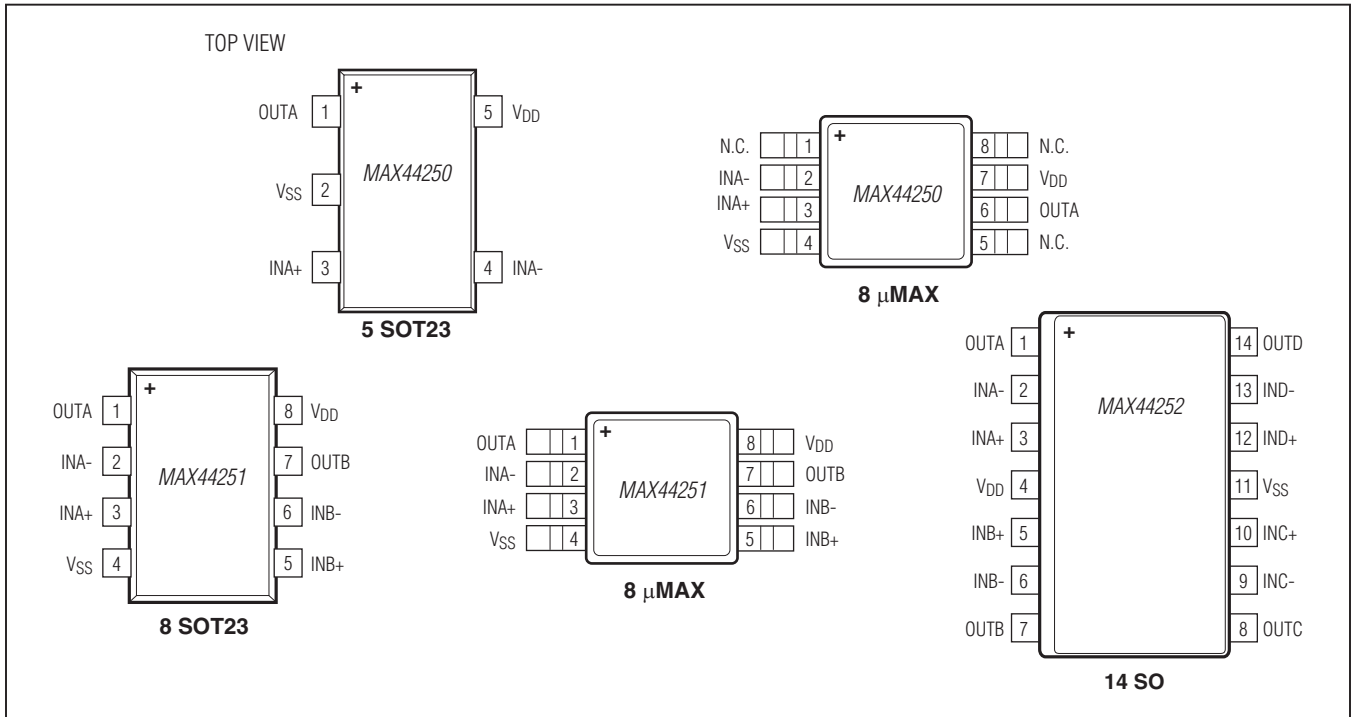 TOP VIEW
+
MAX44250
OUTA 1
VSS 2
INA+ 3
5 VDD
4 INA-
5 SOT23
+
MAX44250
N.C. 1
INA- 2
INA+ 3
VSS 4
8 N.C.
7 VDD
6 OUTA
5 N.C.
8 μMAX
+
MAX44251
OUTA 1
INA- 2
INA+ 3
VSS 4
8 VDD
7 OUTB
6 INB-
5 INB+
8 SOT23
+
MAX44251
OUTA 1
INA- 2
INA+ 3
VSS 4
8 VDD
7 OUTB
6 INB-
5 INB+
8 μMAX
+
MAX44252
OUTA 1
INA- 2
INA+ 3
VDD 4
INB+ 5
INB- 6
OUTB 7
14 OUTD
13 IND-
12 IND+
11 VSS
10 INC+
9 INC-
8 OUTC
14 SO